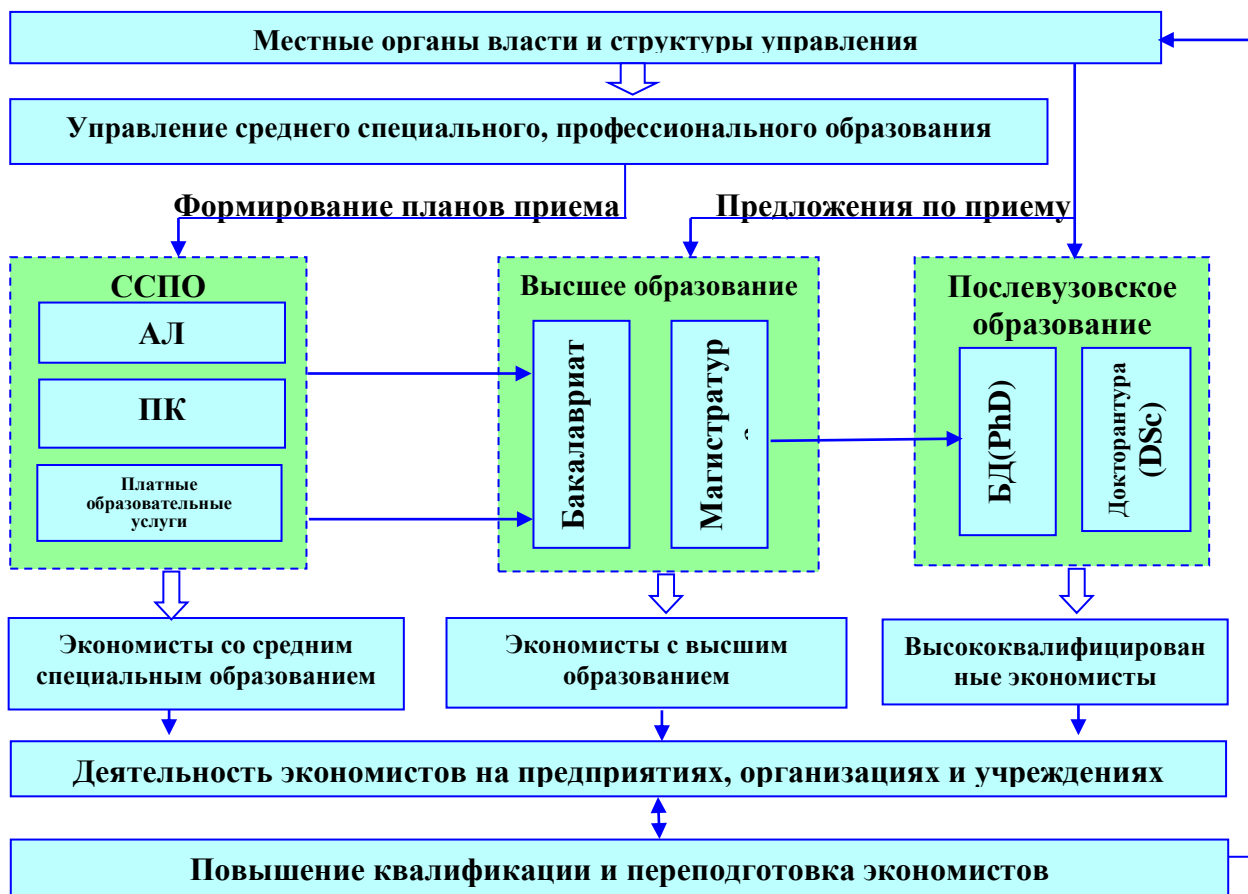 Местные органы власти и структуры управления
Управление среднего специального, профессионального образования
Формирование планов приема
Предложения по приему
ССПО
АЛ
ПК
Платные
образовательные
услуги
Высшее образование
Бакалавриат
Магистратур
Послевузовское
образование
БД(PhD)
Докторантура
(DSc)
Экономисты со средним
специальным образованием
Экономисты с высшим
образованием
Высококвалифицирован
ные экономисты
Деятельность экономистов на предприятиях, организациях и учреждениях
Повышение квалификации и переподготовка экономистов